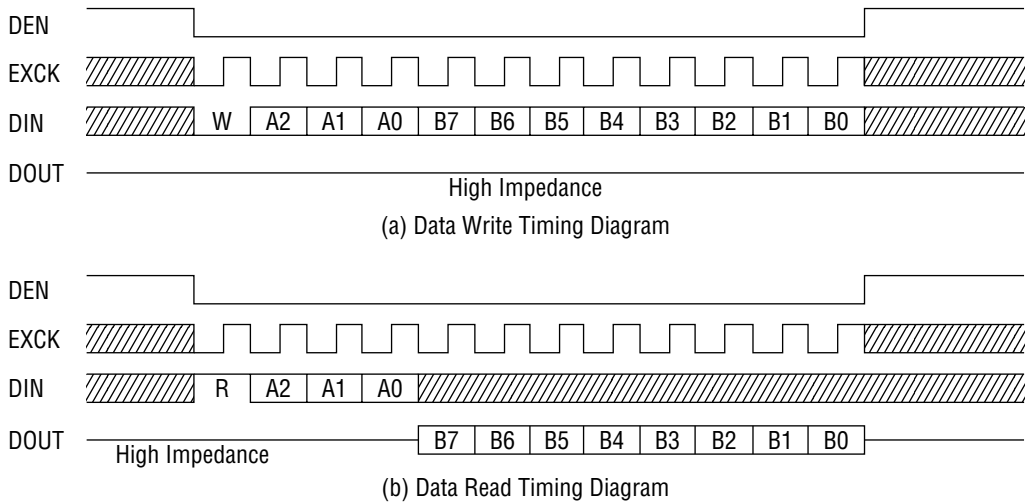 DEN
EXCK
DIN W A2 A1 A0 B7 B6 B5 B4 B3 B2 B1 B0
DOUT
High Impedance
(a) Data Write Timing Diagram
DEN
EXCK
DIN R A2 A1 A0
DOUT B7 B6 B5 B4 B3 B2 B1 B0
High Impedance
(b) Data Read Timing Diagram